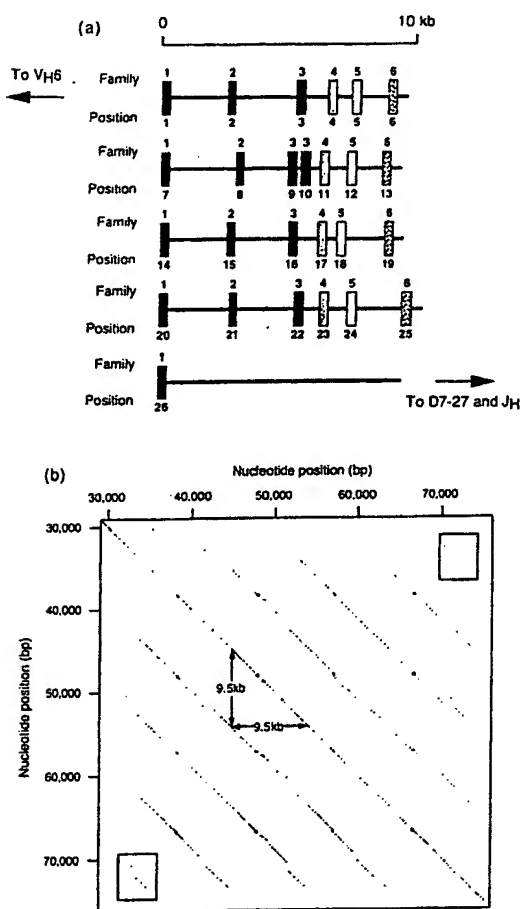 (a)
0 10 kb
To VH6
Family 1 2 3 4 5 6
Position 1 2 3 4 5 6
Family 1 2 3 3 4 5 6
Position 7 8 9 10 11 12 13
Family 1 2 3 4 5 6
Position 14 15 16 17 18 19
Family 1 2 3 4 5 6
Position 20 21 22 23 24 25
Family 1
Position 26
To D7-27 and JH
(b)
Nucleotide position (bp)
30,000 40,000 50,000 60,000 70,000
Nucleotide position (bp)
30,000
40,000
9.5kb
50,000
9.5kb
60,000
70,000